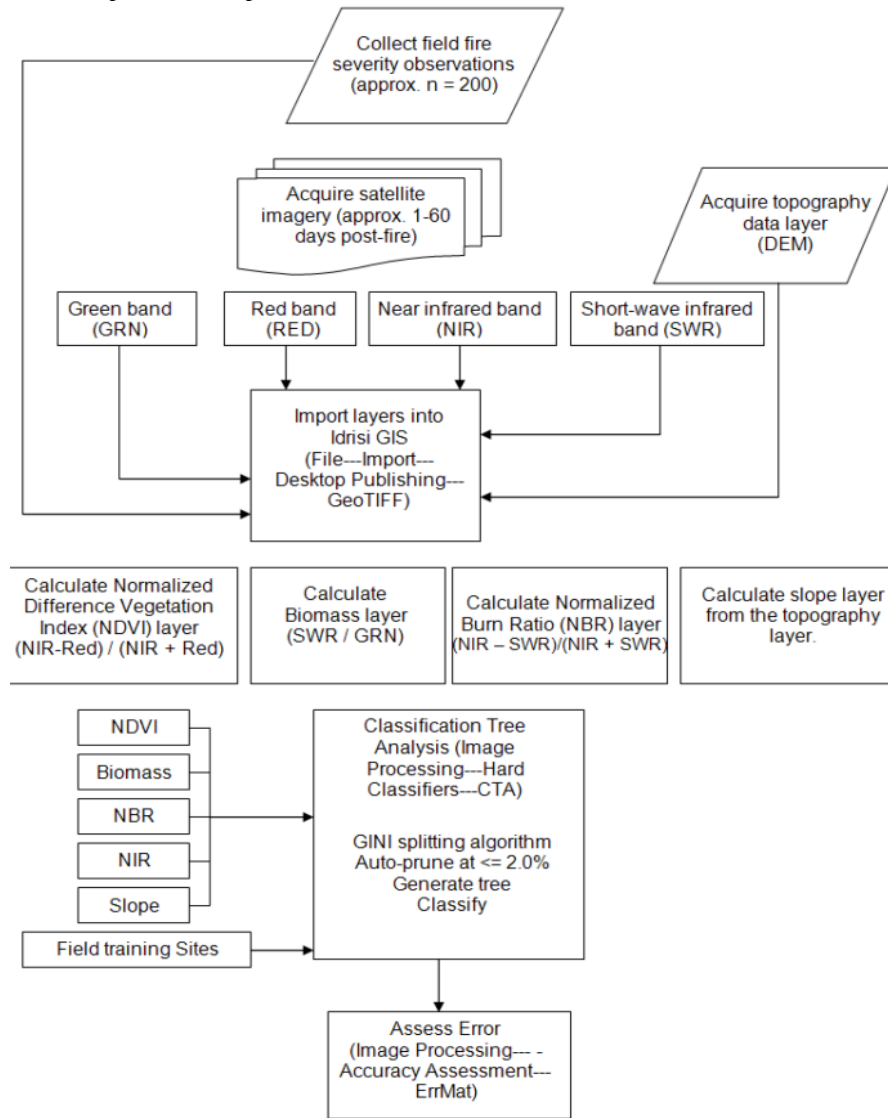 Collect field fire
severity observations
(approx. n = 200)
Acquire satellite
imagery (approx. 1-60
days post-fire)
Acquire topography
data layer
(DEM)
Green band
(GRN)
Red band
(RED)
Near infrared band
(NIR)
Short-wave infrared
band (SWR)
Import layers into
Idrisi GIS
(File---Import---
Desktop Publishing---
GeoTIFF)
Calculate Normalized
Difference Vegetation
Index (NDVI) layer
(NIR-Red) / (NIR + Red)
Calculate
Biomass layer
(SWR / GRN)
Calculate Normalized
Burn Ratio (NBR) layer
(NIR – SWR)/(NIR + SWR)
Calculate slope layer
from the topography
layer.
NDVI
Biomass
NBR
NIR
Slope
Field training Sites
Classification Tree
Analysis (Image
Processing---Hard
Classifiers---CTA)
GINI splitting algorithm
Auto-prune at <= 2.0%
Generate tree
Classify
Assess Error
(Image Processing--- -
Accuracy Assessment---
ErrMat)